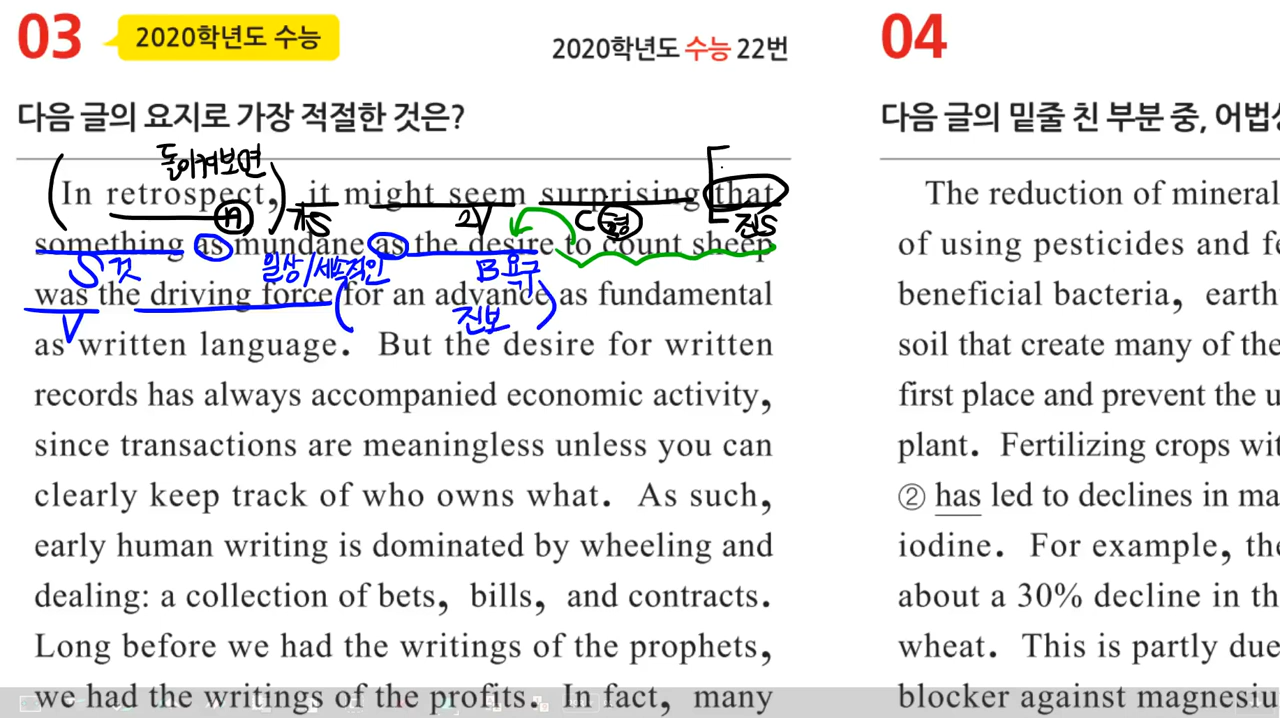 03 2020학년도 수능
2020학년도 수능 22번
다음 글의 요지로 가장 적절한 것은?
돌이켜보면
In retrospect, it might seem surprising that
가S 2V C 형 진S
something as mundane as the desire to count sheep
S 것 일상/세속적인 B 욕구
was the driving force for an advance as fundamental
V 진보
as written language. But the desire for written
records has always accompanied economic activity,
since transactions are meaningless unless you can
clearly keep track of who owns what. As such,
early human writing is dominated by wheeling and
dealing: a collection of bets, bills, and contracts.
Long before we had the writings of the prophets,
we had the writings of the profits. In fact, many
04
다음 글의 밑줄 친 부분 중, 어법상
The reduction of mineral
of using pesticides and fe
beneficial bacteria, earth
soil that create many of the
first place and prevent the u
plant. Fertilizing crops wit
② has led to declines in ma
iodine. For example, the
about a 30% decline in th
wheat. This is partly due
blocker against magnesiu